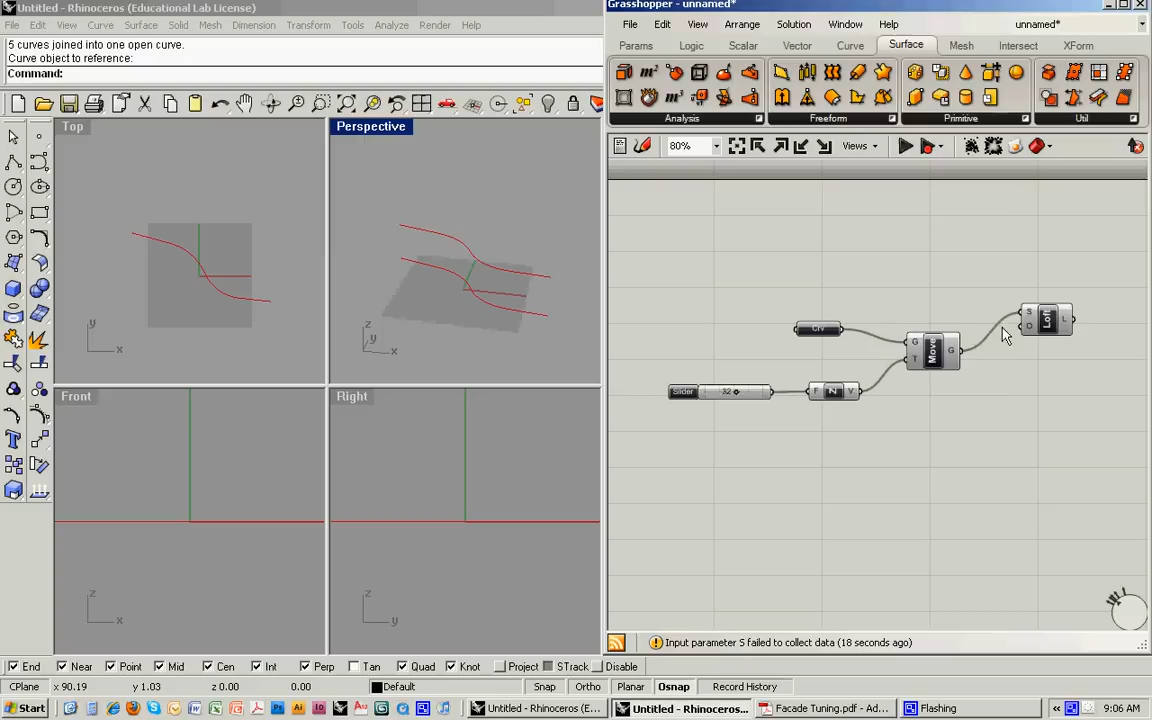 Untitled - Rhinoceros (Educational Lab License)
File Edit View Curve Surface Solid Mesh Dimension Transform Tools Analyze Render Help
5 curves joined into one open curve.
Curve object to reference:
Command:
Top
y
x
Perspective
z
y
x
Front
z
x
Right
z
y
End Near Point Mid Cen Int Perp Tan Quad Knot Project STrack Disable
CPlane x 90.19 y 1.03 z 0.00 0.00 Default Snap Ortho Planar Osnap Record History
Grasshopper - unnamed*
File Edit View Arrange Solution Window Help unnamed*
Params Logic Scalar Vector Curve Surface Mesh Intersect XForm
m² m³
Analysis Freeform Primitive Util
80% Views
Crv
G T Move G
S O Loft L
Slider 32 F Z V
Input parameter S failed to collect data (18 seconds ago)
Start Untitled - Rhinoceros (E... Untitled - Rhinoceros... Facade Tuning.pdf - Ad... Flashing « 9:06 AM